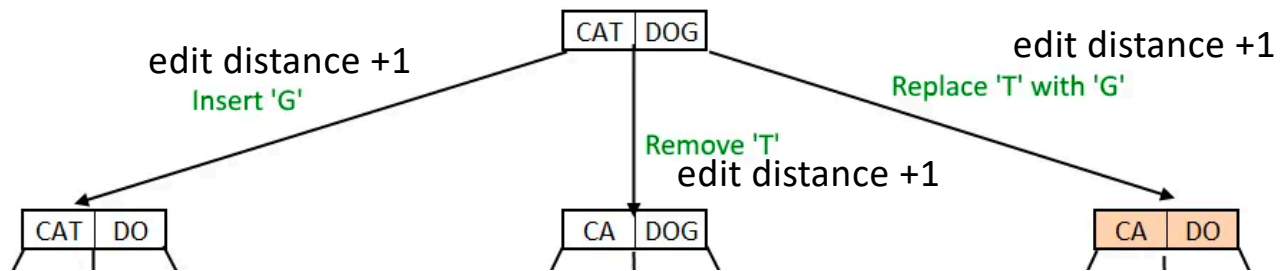 CAT DOG
edit distance +1
Insert 'G'
Remove 'T'
edit distance +1
edit distance +1
Replace 'T' with 'G'
CAT DO
CA DOG
CA DO